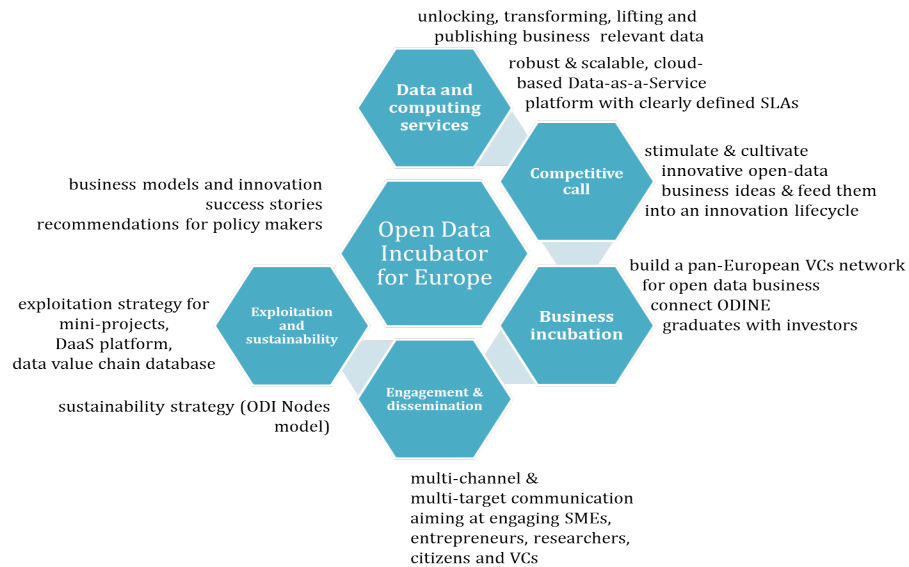 unlocking, transforming, lifting and
publishing business relevant data
Data and
computing
services
robust & scalable, cloud-
based Data-as-a-Service
platform with clearly defined SLAs
Competitive
call
stimulate & cultivate
innovative open-data
business ideas & feed them
into an innovation lifecycle
business models and innovation
success stories
recommendations for policy makers
Open Data
Incubator
for Europe
build a pan-European VCs network
for open data business
connect ODINE
graduates with investors
Business
incubation
exploitation strategy for
mini-projects,
DaaS platform,
data value chain database
Exploitation
and
sustainability
sustainability strategy (ODI Nodes
model)
Engagement &
dissemination
multi-channel &
multi-target communication
aiming at engaging SMEs,
entrepreneurs, researchers,
citizens and VCs